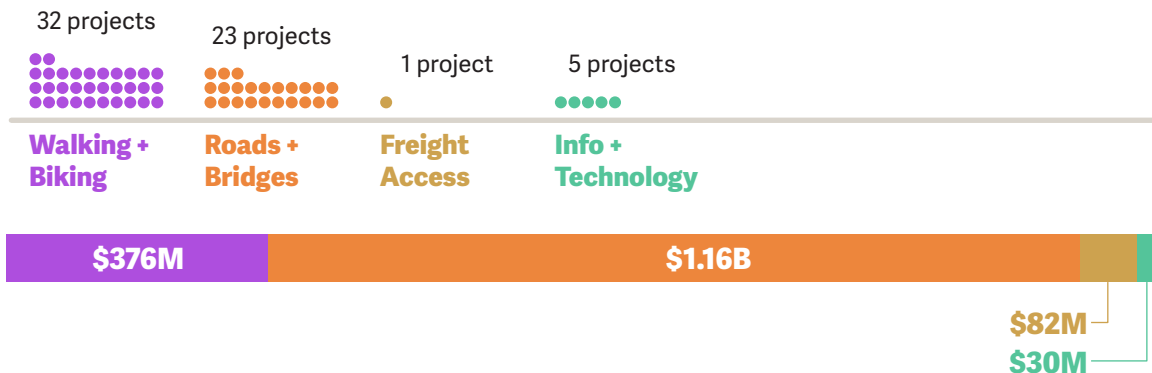 32 projects
23 projects
1 project
5 projects
Walking +
Biking
Roads +
Bridges
Freight
Access
Info +
Technology
$376M
$1.16B
$82M
$30M